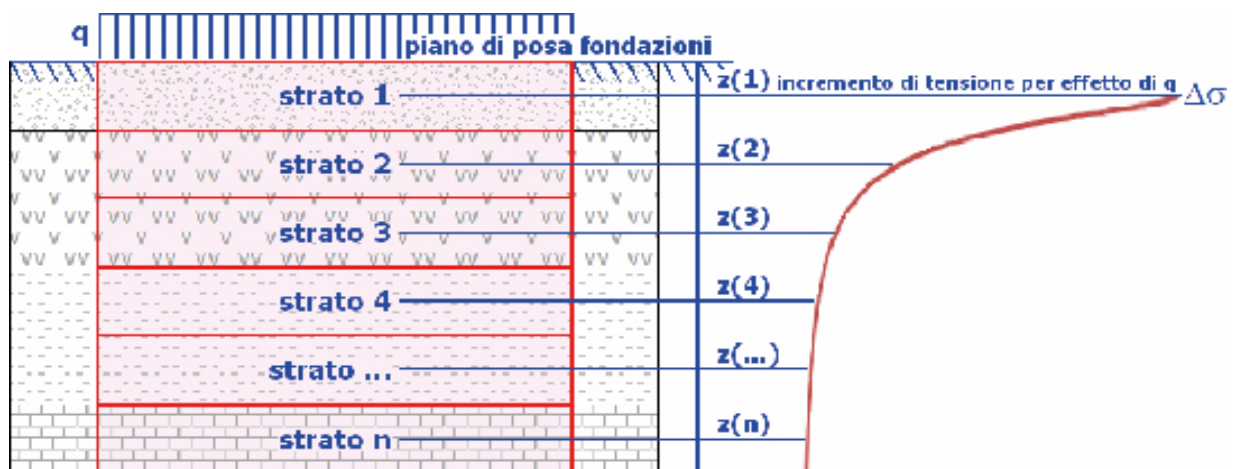 q
piano di posa fondazioni
strato 1
z(1) incremento di tensione per effetto di q
Δσ
strato 2
z(2)
strato 3
z(3)
strato 4
z(4)
strato ...
z(...)
strato n
z(n)